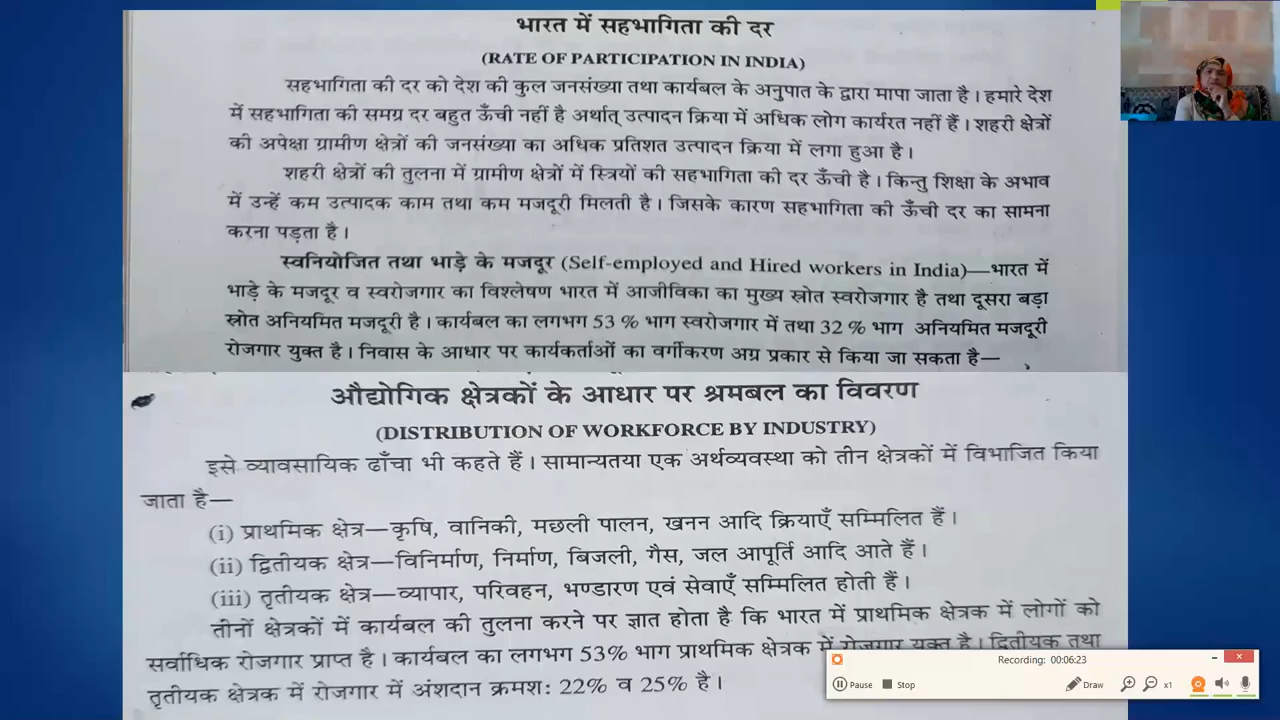 भारत में सहभागिता की दर
(RATE OF PARTICIPATION IN INDIA)
सहभागिता की दर को देश की कुल जनसंख्या तथा कार्यबल के अनुपात के द्वारा मापा जाता है। हमारे देश
में सहभागिता की समग्र दर बहुत ऊँची नहीं है अर्थात् उत्पादन क्रिया में अधिक लोग कार्यरत नहीं हैं। शहरी क्षेत्रों
की अपेक्षा ग्रामीण क्षेत्रों की जनसंख्या का अधिक प्रतिशत उत्पादन क्रिया में लगा हुआ है।
शहरी क्षेत्रों की तुलना में ग्रामीण क्षेत्रों में स्त्रियों की सहभागिता की दर ऊँची है। किन्तु शिक्षा के अभाव
में उन्हें कम उत्पादक काम तथा कम मजदूरी मिलती है। जिसके कारण सहभागिता की ऊँची दर का सामना
करना पड़ता है।
स्वनियोजित तथा भाड़े के मजदूर (Self-employed and Hired workers in India)—भारत में
भाड़े के मजदूर व स्वरोजगार का विश्लेषण भारत में आजीविका का मुख्य स्रोत स्वरोजगार है तथा दूसरा बड़ा
स्रोत अनियमित मजदूरी है। कार्यबल का लगभग 53 % भाग स्वरोजगार में तथा 32 % भाग अनियमित मजदूरी
रोजगार युक्त है। निवास के आधार पर कार्यकर्ताओं का वर्गीकरण अग्र प्रकार से किया जा सकता है—
औद्योगिक क्षेत्रकों के आधार पर श्रमबल का विवरण
(DISTRIBUTION OF WORKFORCE BY INDUSTRY)
इसे व्यावसायिक ढाँचा भी कहते हैं। सामान्यतया एक अर्थव्यवस्था को तीन क्षेत्रकों में विभाजित किया
जाता है—
(i) प्राथमिक क्षेत्र—कृषि, वानिकी, मछली पालन, खनन आदि क्रियाएँ सम्मिलित हैं।
(ii) द्वितीयक क्षेत्र—विनिर्माण, निर्माण, बिजली, गैस, जल आपूर्ति आदि आते हैं।
(iii) तृतीयक क्षेत्र—व्यापार, परिवहन, भण्डारण एवं सेवाएँ सम्मिलित होती हैं।
तीनों क्षेत्रकों में कार्यबल की तुलना करने पर ज्ञात होता है कि भारत में प्राथमिक क्षेत्रक में लोगों को
सर्वाधिक रोजगार प्राप्त है। कार्यबल का लगभग 53% भाग प्राथमिक क्षेत्रक में रोजगार युक्त है। द्वितीयक तथा
तृतीयक क्षेत्रक में रोजगार में अंशदान क्रमश: 22% व 25% है।
Recording: 00:06:23
Pause Stop Draw x1